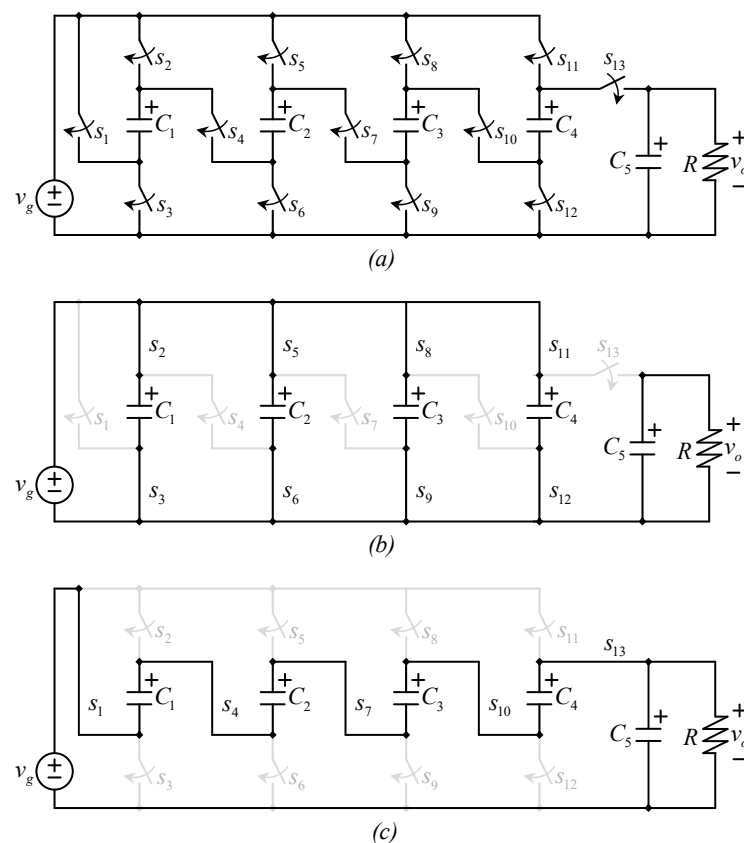 s2 s5 s8 s11 s13
+ + + + + +
s1 C1 s4 C2 s7 C3 s10 C4 C5 R vo
s3 s6 s9 s12 −
vg ±
(a)
s2 s5 s8 s11 s13
+ + + + + +
s1 C1 s4 C2 s7 C3 s10 C4 C5 R vo
s3 s6 s9 s12 −
vg ±
(b)
s2 s5 s8 s11 s13
+ + + + + +
s1 C1 s4 C2 s7 C3 s10 C4 C5 R vo
s3 s6 s9 s12 −
vg ±
(c)